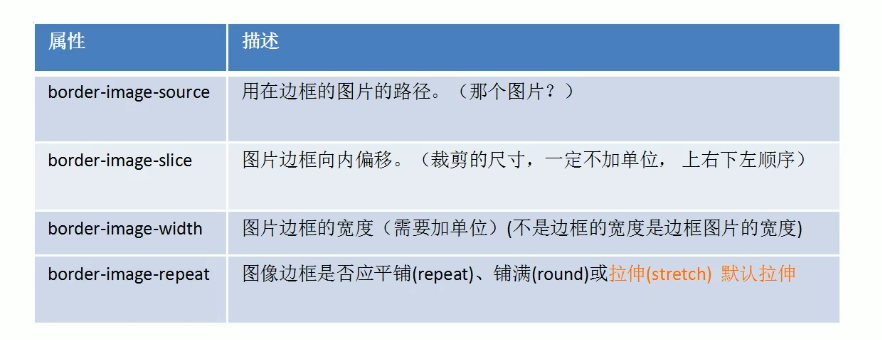 属性 描述
border-image-source 用在边框的图片的路径。（那个图片？）
border-image-slice 图片边框向内偏移。（裁剪的尺寸，一定不加单位， 上右下左顺序）
border-image-width 图片边框的宽度（需要加单位）(不是边框的宽度是边框图片的宽度)
border-image-repeat 图像边框是否应平铺(repeat)、铺满(round)或拉伸(stretch) 默认拉伸